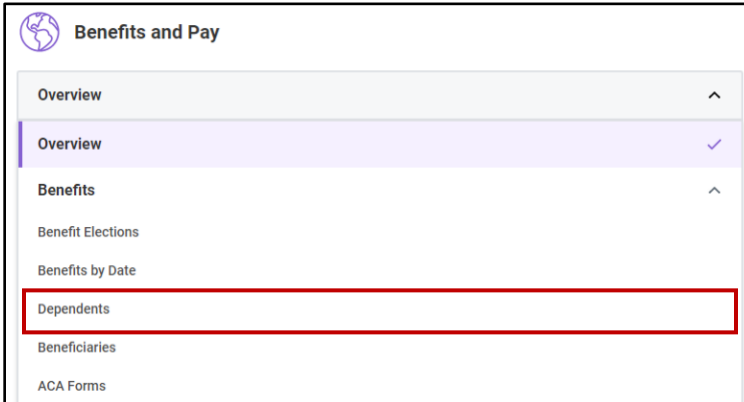 Benefits and Pay
Overview
Overview
Benefits
Benefit Elections
Benefits by Date
Dependents
Beneficiaries
ACA Forms